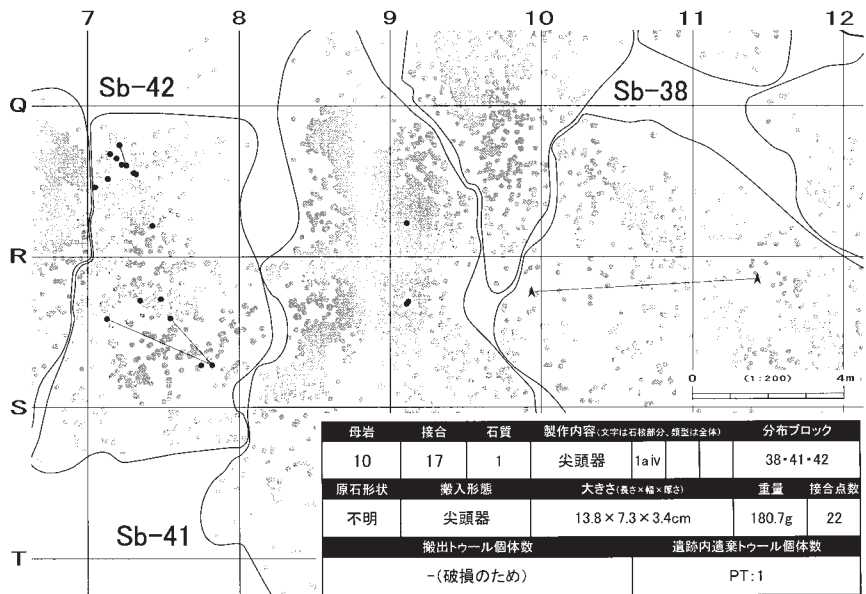 7 8 9 10 11 12
Sb-42 Sb-38
Q
R
0 (1:200) 4m
S
母岩 接合 石質 製作内容(文字は石核部分、類型は全体) 分布ブロック
10 17 1 尖頭器 1aⅳ 38・41・42
原石形状 搬入形態 大きさ(長さ×幅×厚さ) 重量 接合点数
不明 尖頭器 13.8×7.3×3.4cm 180.7g 22
Sb-41
搬出トゥール個体数 遺跡内遺棄トゥール個体数
T
-(破損のため) PT:1